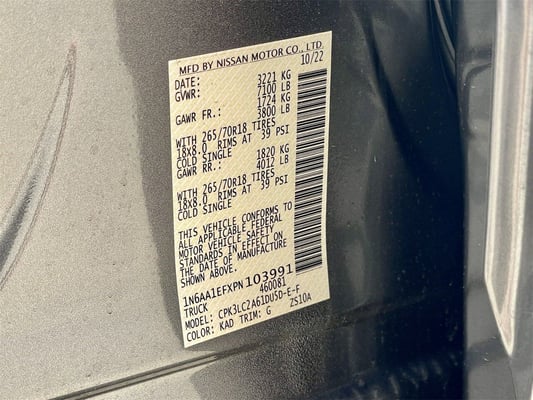 MFD BY NISSAN MOTOR CO., LTD.
DATE: 10/22
GVWR: 3221 KG
7100 LB
GAWR FR.: 1724 KG
3800 LB
WITH 265/70R18 TIRES
18x8.0 RIMS AT 39 PSI
COLD SINGLE
GAWR RR.: 1820 KG
4012 LB
WITH 265/70R18 TIRES
18x8.0 RIMS AT 39 PSI
COLD SINGLE
THIS VEHICLE CONFORMS TO
ALL APPLICABLE FEDERAL
MOTOR VEHICLE SAFETY
STANDARDS IN EFFECT ON
THE DATE OF MANUFACTURE
SHOWN ABOVE.
1N6AA1EFXPN103991
TRUCK 460081
MODEL: CPK3LC2A61DU5D-E-F
COLOR: KAD TRIM: G ZS10A